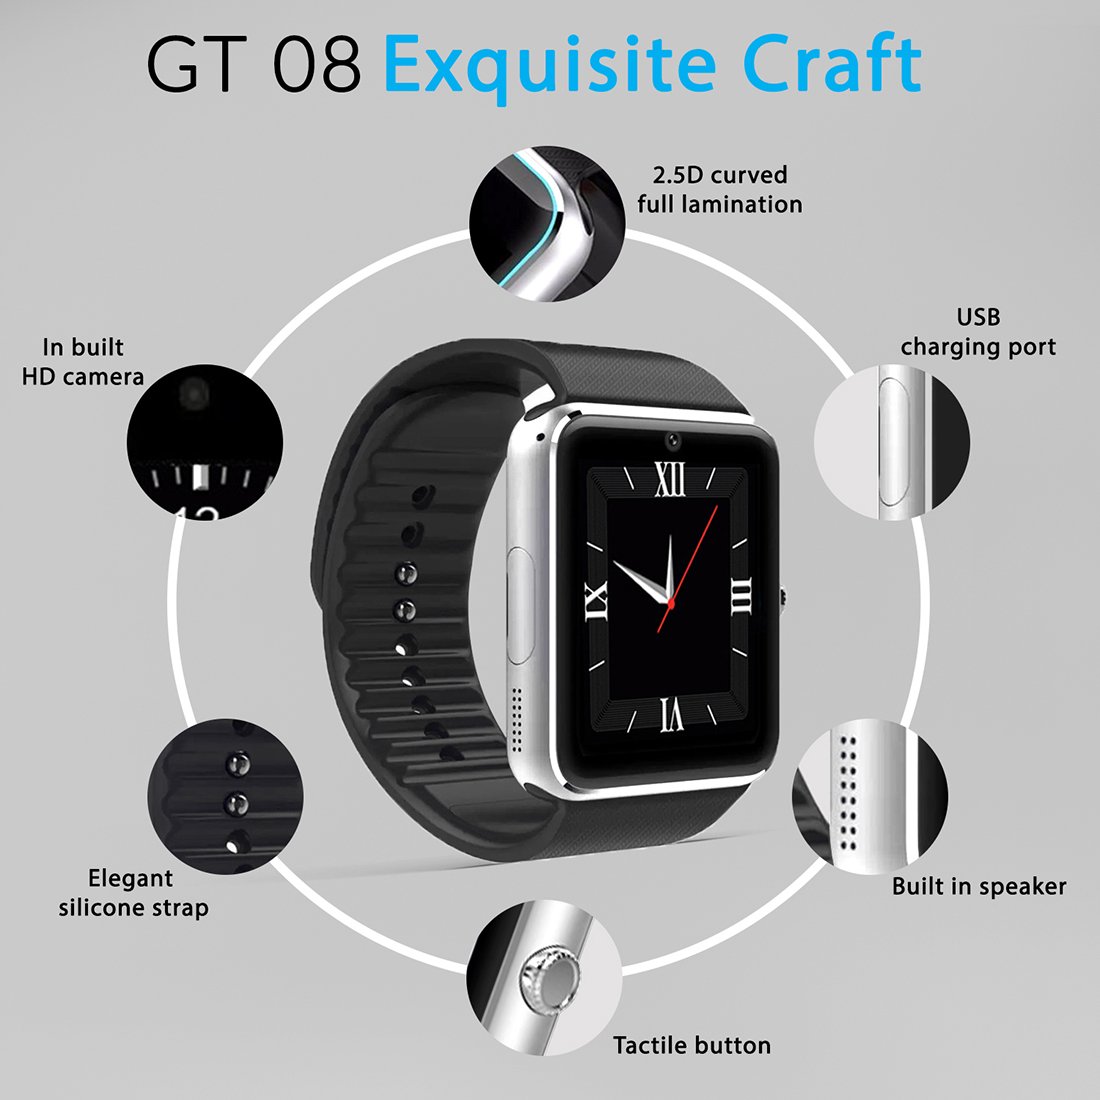 GT 08 Exquisite Craft
2.5D curved
full lamination
USB
charging port
In built
HD camera
12
XII
IX
III
VI
Elegant
silicone strap
Built in speaker
Tactile button